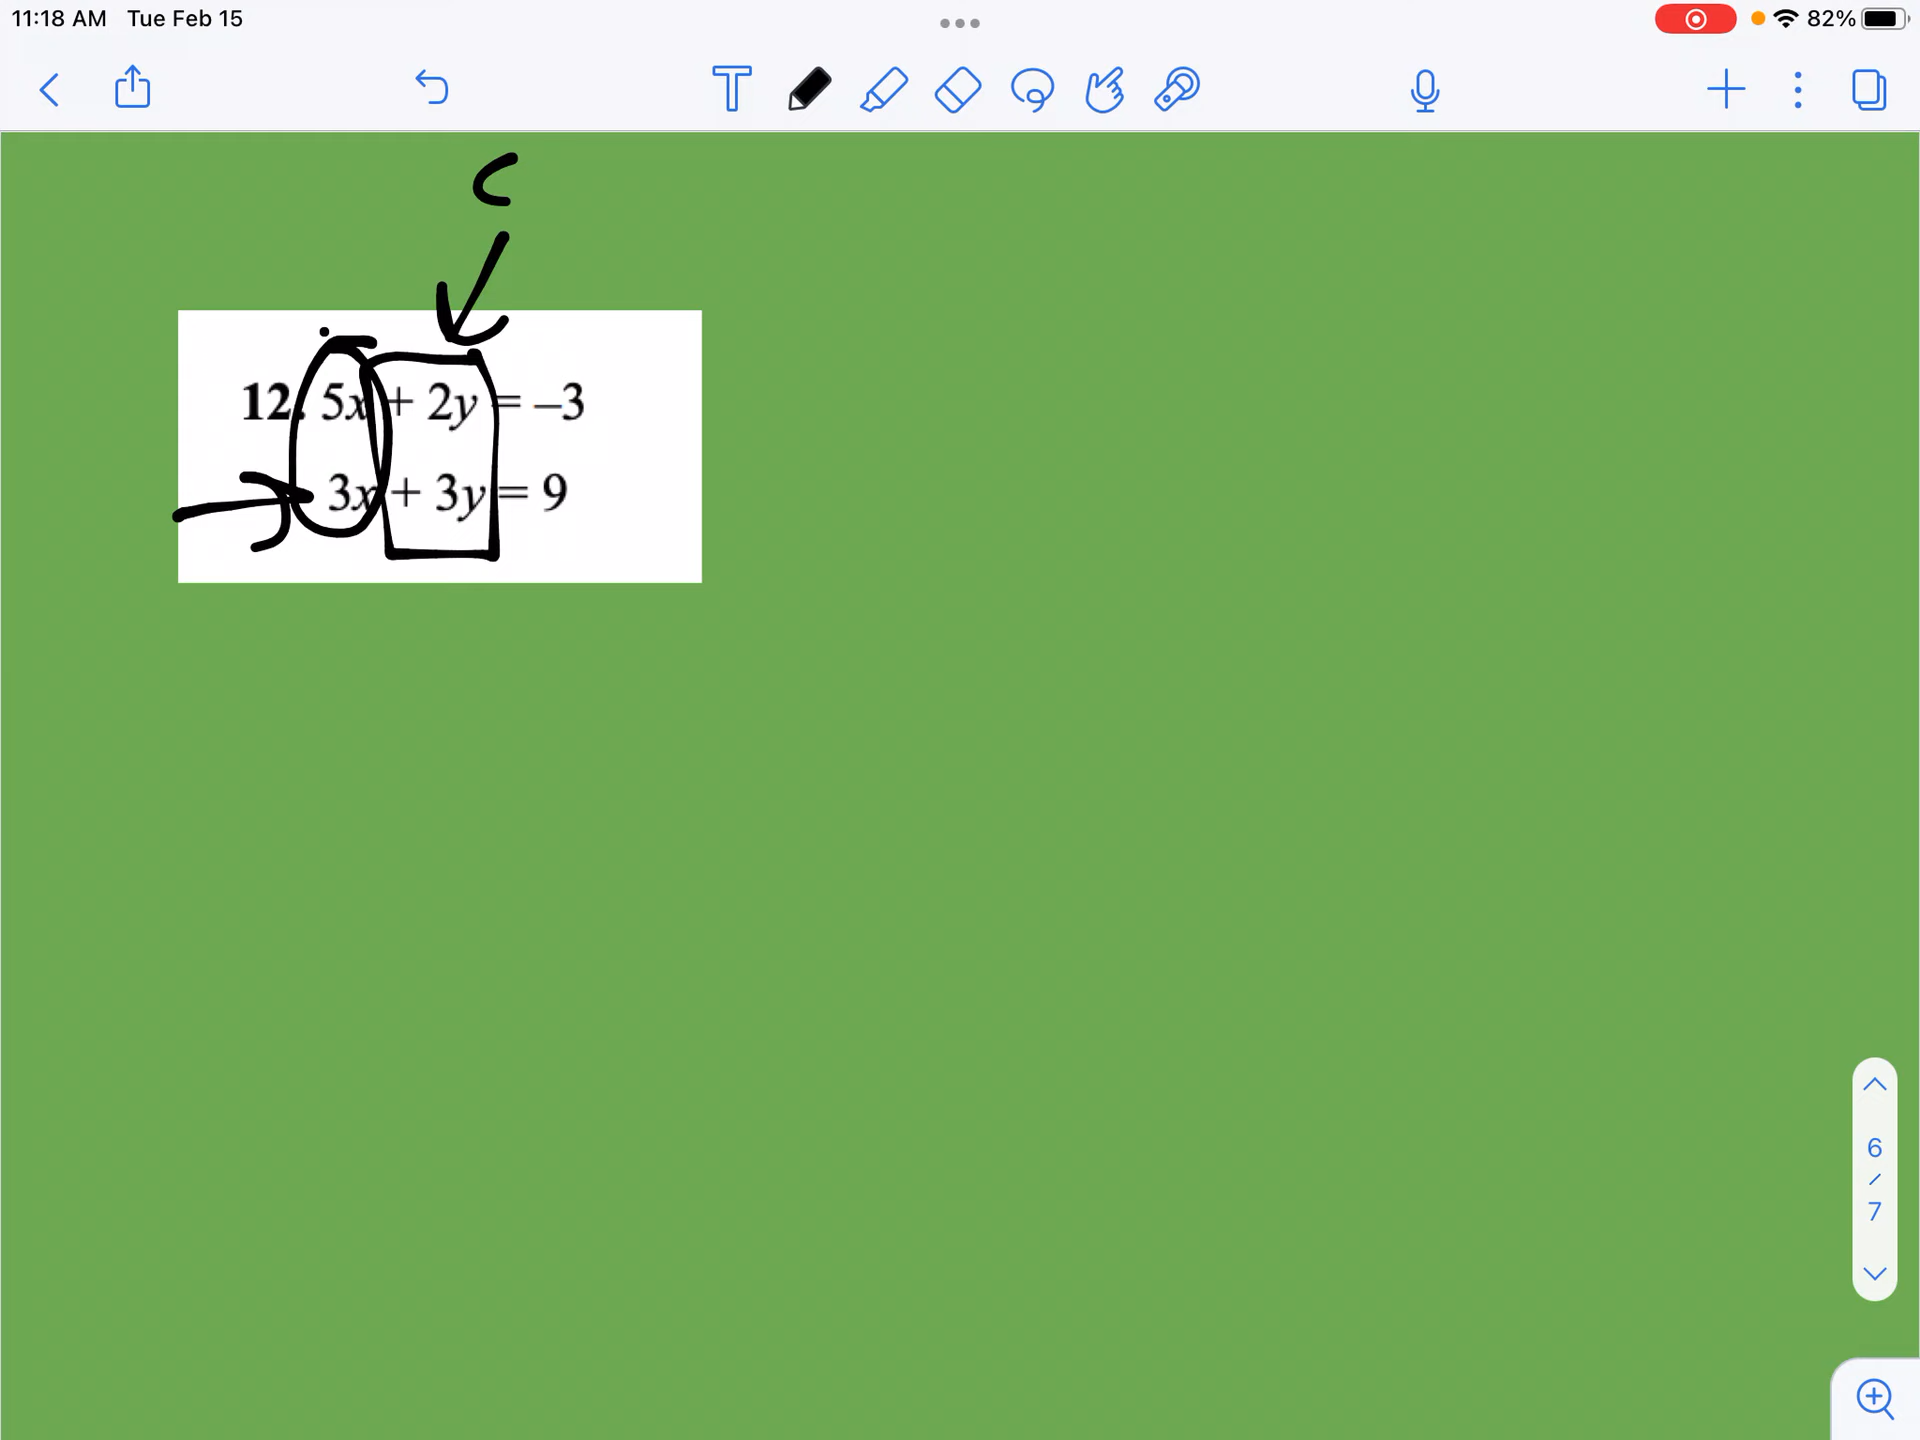 11:18 AM Tue Feb 15
82%
T
c
12. 5x + 2y = –3
3x + 3y = 9
6
/
7